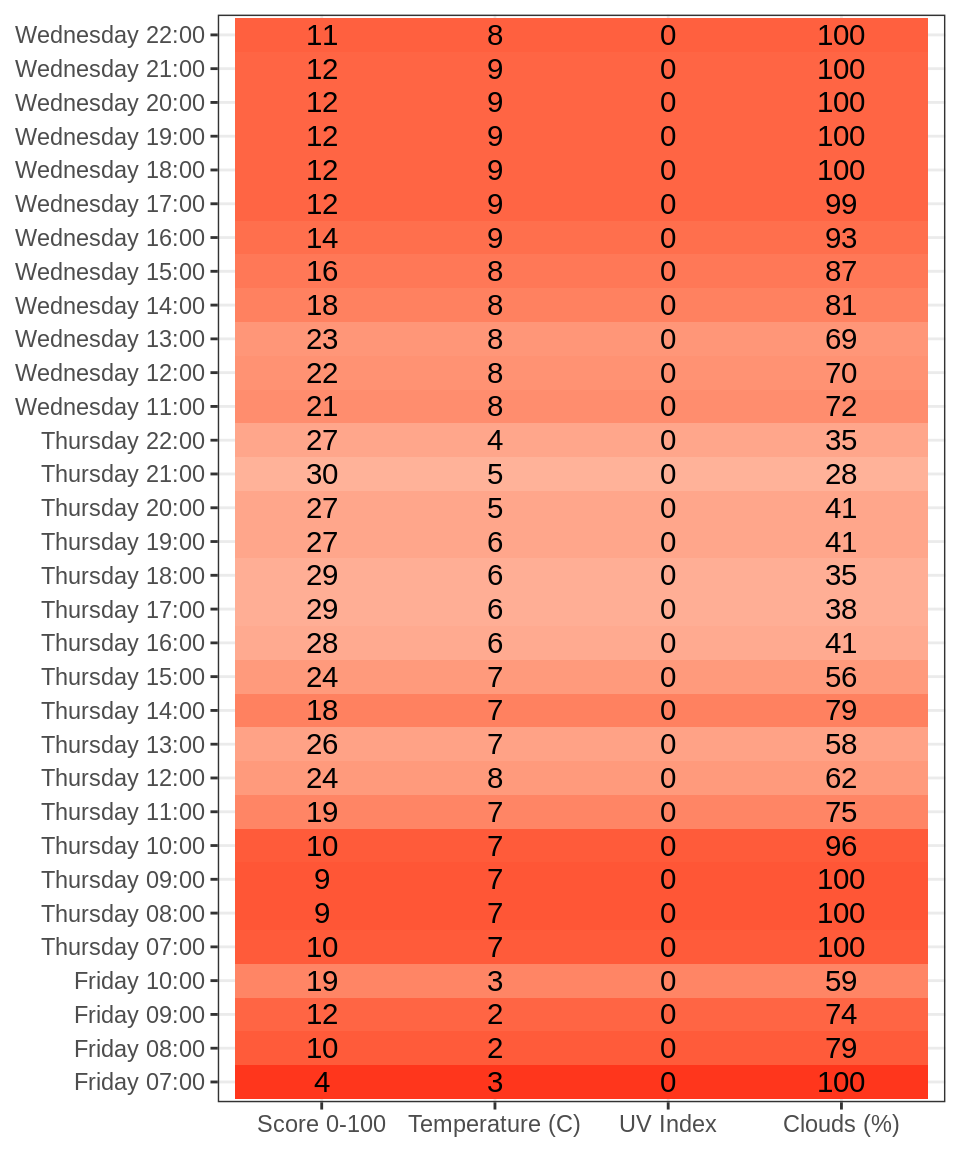 Wednesday 22:00 11 8 0 100
Wednesday 21:00 12 9 0 100
Wednesday 20:00 12 9 0 100
Wednesday 19:00 12 9 0 100
Wednesday 18:00 12 9 0 100
Wednesday 17:00 12 9 0 99
Wednesday 16:00 14 9 0 93
Wednesday 15:00 16 8 0 87
Wednesday 14:00 18 8 0 81
Wednesday 13:00 23 8 0 69
Wednesday 12:00 22 8 0 70
Wednesday 11:00 21 8 0 72
Thursday 22:00 27 4 0 35
Thursday 21:00 30 5 0 28
Thursday 20:00 27 5 0 41
Thursday 19:00 27 6 0 41
Thursday 18:00 29 6 0 35
Thursday 17:00 29 6 0 38
Thursday 16:00 28 6 0 41
Thursday 15:00 24 7 0 56
Thursday 14:00 18 7 0 79
Thursday 13:00 26 7 0 58
Thursday 12:00 24 8 0 62
Thursday 11:00 19 7 0 75
Thursday 10:00 10 7 0 96
Thursday 09:00 9 7 0 100
Thursday 08:00 9 7 0 100
Thursday 07:00 10 7 0 100
Friday 10:00 19 3 0 59
Friday 09:00 12 2 0 74
Friday 08:00 10 2 0 79
Friday 07:00 4 3 0 100
Score 0-100 Temperature (C) UV Index Clouds (%)